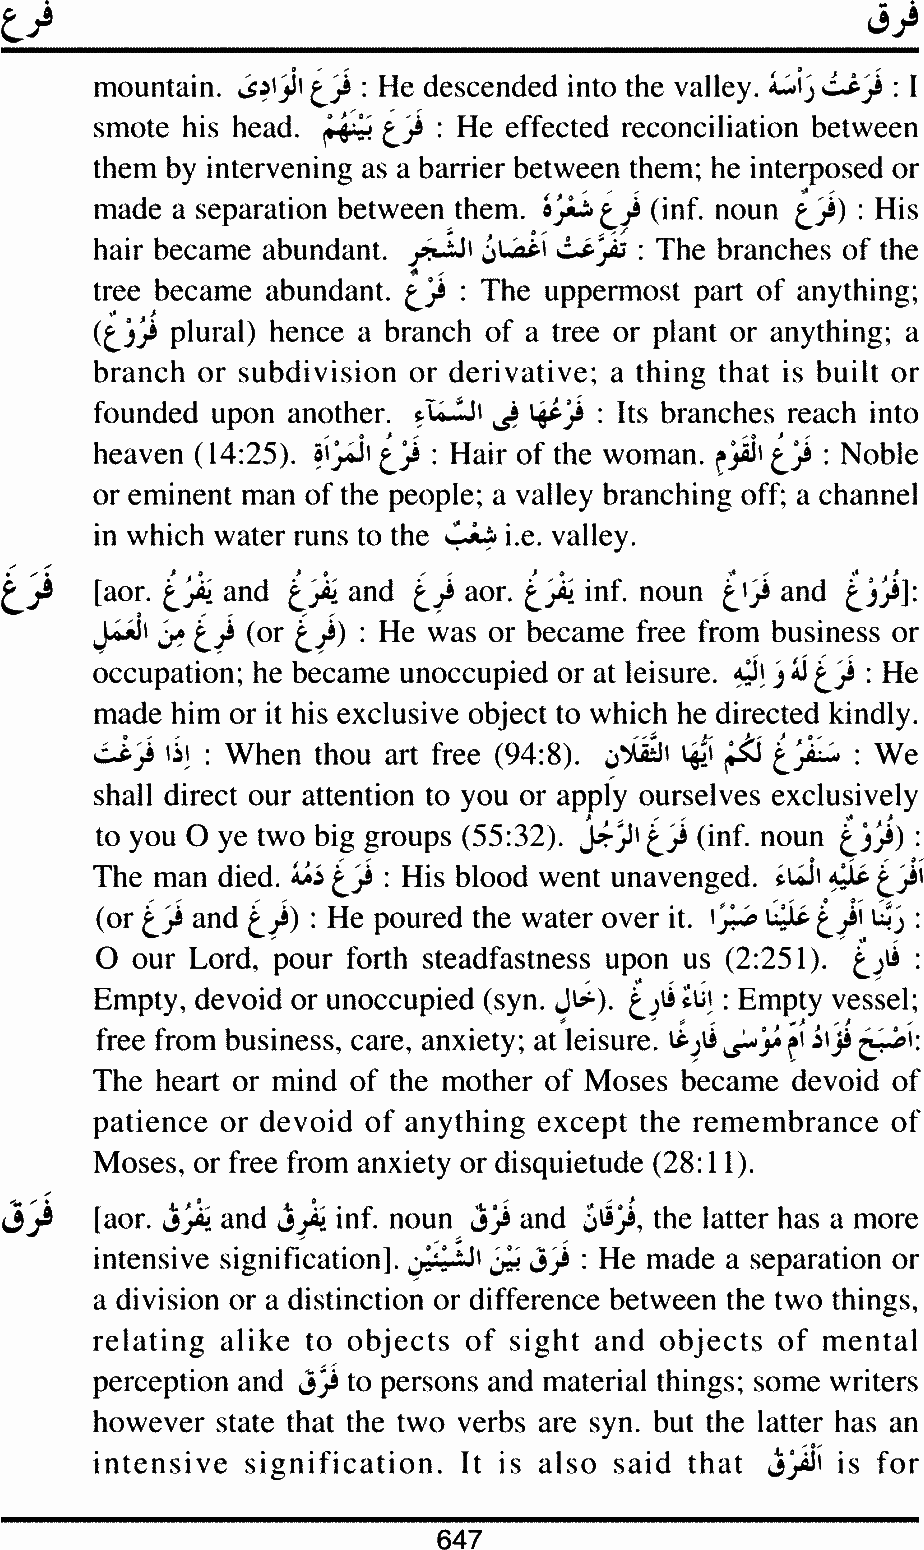 فرع فرق
mountain. فَرَعَ الْوَادِىَ : He descended into the valley. فَرَعْتُ رَأْسَهٗ : I
smote his head. فَرَعَ بَيْنَهُمْ : He effected reconciliation between
them by intervening as a barrier between them; he interposed or
made a separation between them. فَرِعَ شَعْرُهٗ (inf. noun فَرَعٌ) : His
hair became abundant. تَفَرَّعَتْ اَغْصَانُ الشَّجَرِ : The branches of the
tree became abundant. فَرْعٌ : The uppermost part of anything;
(فُرُوْعٌ plural) hence a branch of a tree or plant or anything; a
branch or subdivision or derivative; a thing that is built or
founded upon another. فَرْعُهَا فِى السَّمَآءِ : Its branches reach into
heaven (14:25). فَرْعُ الْمَرْاَةِ : Hair of the woman. فَرْعُ الْقَوْمِ : Noble
or eminent man of the people; a valley branching off; a channel
in which water runs to the شِعْبٌ i.e. valley.
فَرَغَ [aor. يَفْرُغُ and يَفْرَغُ and فَرِغَ aor. يَفْرَغُ inf. noun فَرَاغٌ and فُرُوْغٌ]:
فَرَغَ مِنَ الْعَمَلِ (or فَرِغَ) : He was or became free from business or
occupation; he became unoccupied or at leisure. فَرَغَ لَهٗ وَ اِلَيْهِ : He
made him or it his exclusive object to which he directed kindly.
اِذَا فَرَغْتَ : When thou art free (94:8). سَنَفْرُغُ لَكُمْ اَيُّهَا الثَّقَلَانِ : We
shall direct our attention to you or apply ourselves exclusively
to you O ye two big groups (55:32). فَرَغَ الرَّجُلُ (inf. noun فُرُوْغٌ) :
The man died. فَرَغَ دَمُهٗ : His blood went unavenged. اَفْرَغَ عَلَيْهِ الْمَاءَ
(or فَرَغَ and فَرِغَ) : He poured the water over it. رَبَّنَا اَفْرِغْ عَلَيْنَا صَبْرًا :
O our Lord, pour forth steadfastness upon us (2:251). فَارِغٌ :
Empty, devoid or unoccupied (syn. خَالٍ). اِنَاءٌ فَارِغٌ : Empty vessel;
free from business, care, anxiety; at leisure. اَصْبَحَ فُؤَادُ اُمِّ مُوْسٰى فَارِغًا:
The heart or mind of the mother of Moses became devoid of
patience or devoid of anything except the remembrance of
Moses, or free from anxiety or disquietude (28:11).
فَرَقَ [aor. يَفْرُقُ and يَفْرِقُ inf. noun فَرْقٌ and فُرْقَانٌ, the latter has a more
intensive signification]. فَرَقَ بَيْنَ الشَّيْئَيْنِ : He made a separation or
a division or a distinction or difference between the two things,
relating alike to objects of sight and objects of mental
perception and فَرَّقَ to persons and material things; some writers
however state that the two verbs are syn. but the latter has an
intensive signification. It is also said that اَلْفَرْقُ is for
647